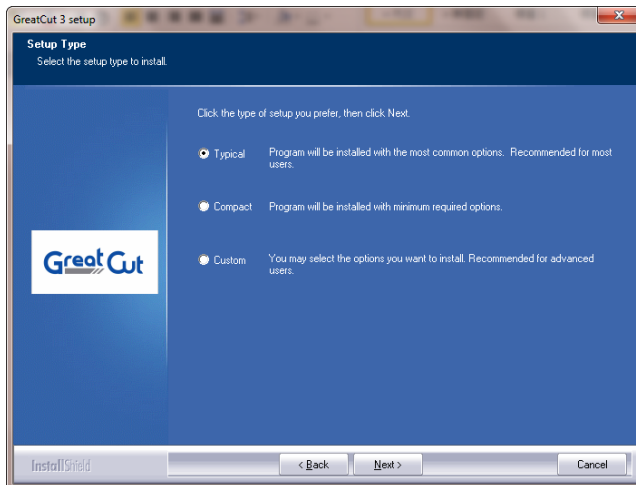 GreatCut 3 setup
Setup Type
Select the setup type to install.
Click the type of setup you prefer, then click Next.
Typical Program will be installed with the most common options. Recommended for most
users.
Compact Program will be installed with minimum required options.
Great Cut
Custom You may select the options you want to install. Recommended for advanced
users.
InstallShield
< Back Next > Cancel